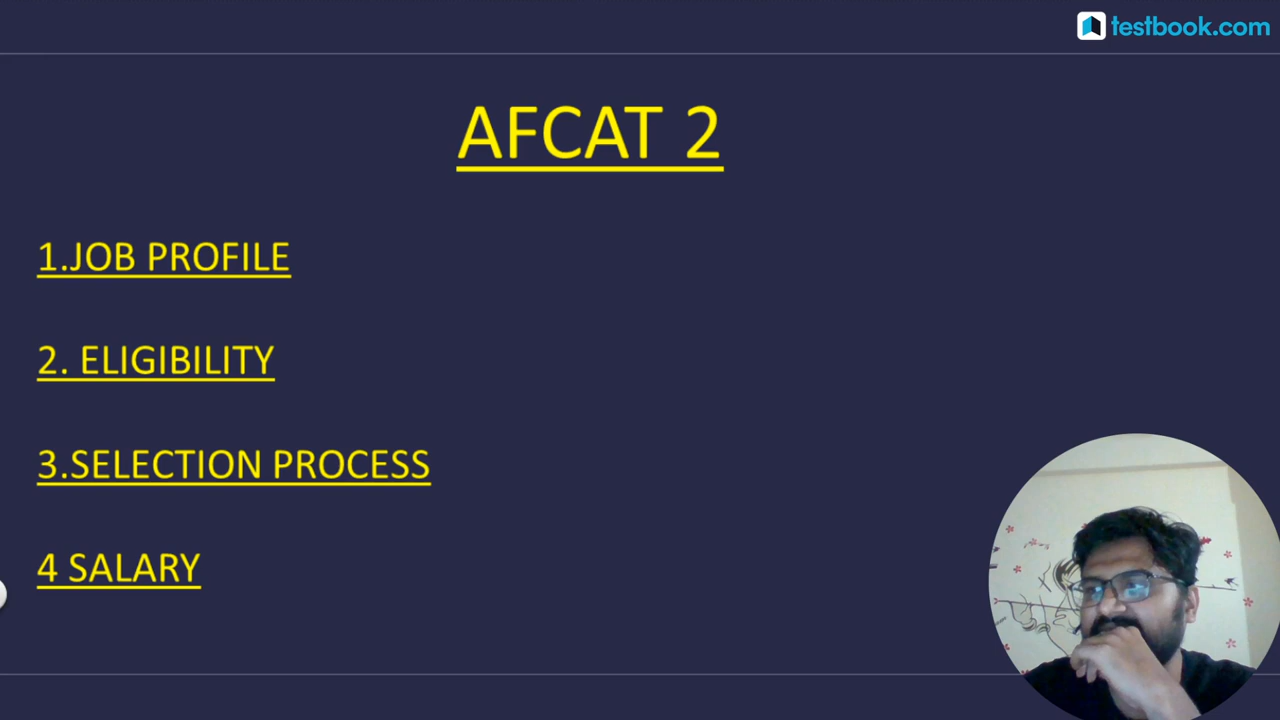 testbook.com
AFCAT 2
1.JOB PROFILE
2. ELIGIBILITY
3.SELECTION PROCESS
4 SALARY